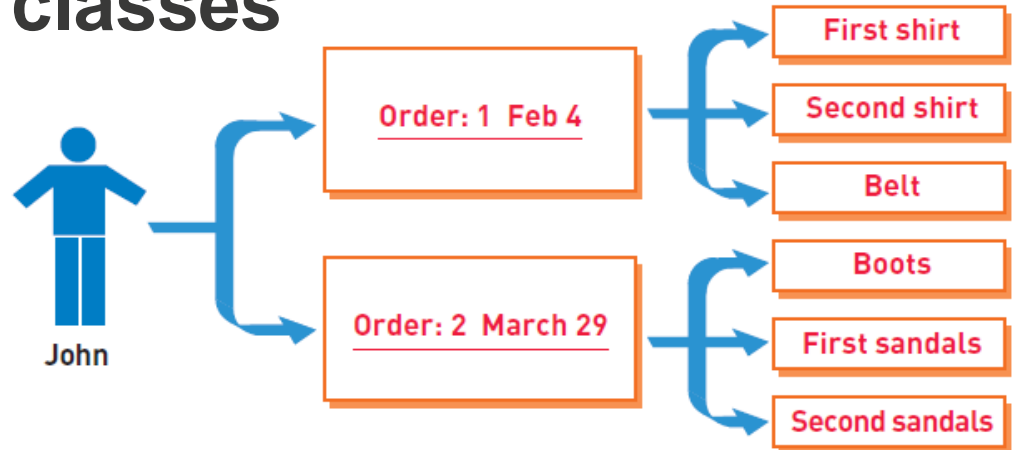 classes
First shirt
Order: 1 Feb 4
Second shirt
Belt
John
Order: 2 March 29
Boots
First sandals
Second sandals